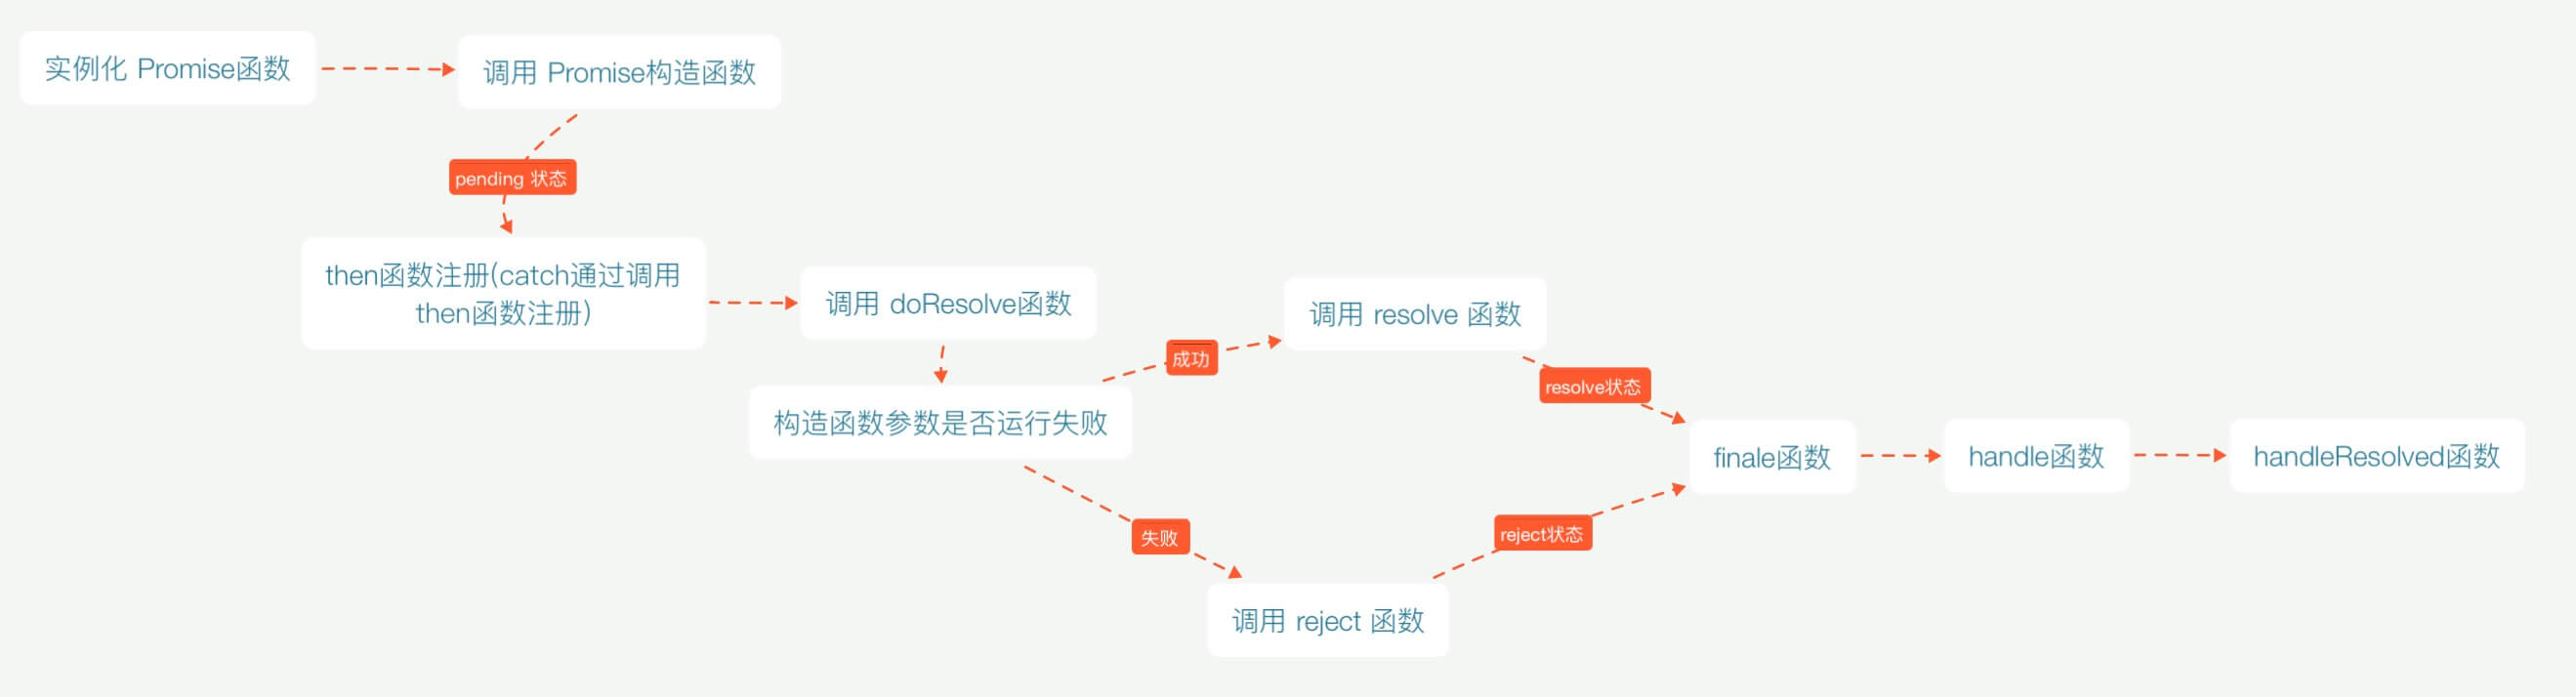 实例化 Promise函数
调用 Promise构造函数
pending 状态
then函数注册(catch通过调用
then函数注册)
调用 doResolve函数
构造函数参数是否运行失败
成功
调用 resolve 函数
resolve状态
失败
调用 reject 函数
reject状态
finale函数
handle函数
handleResolved函数